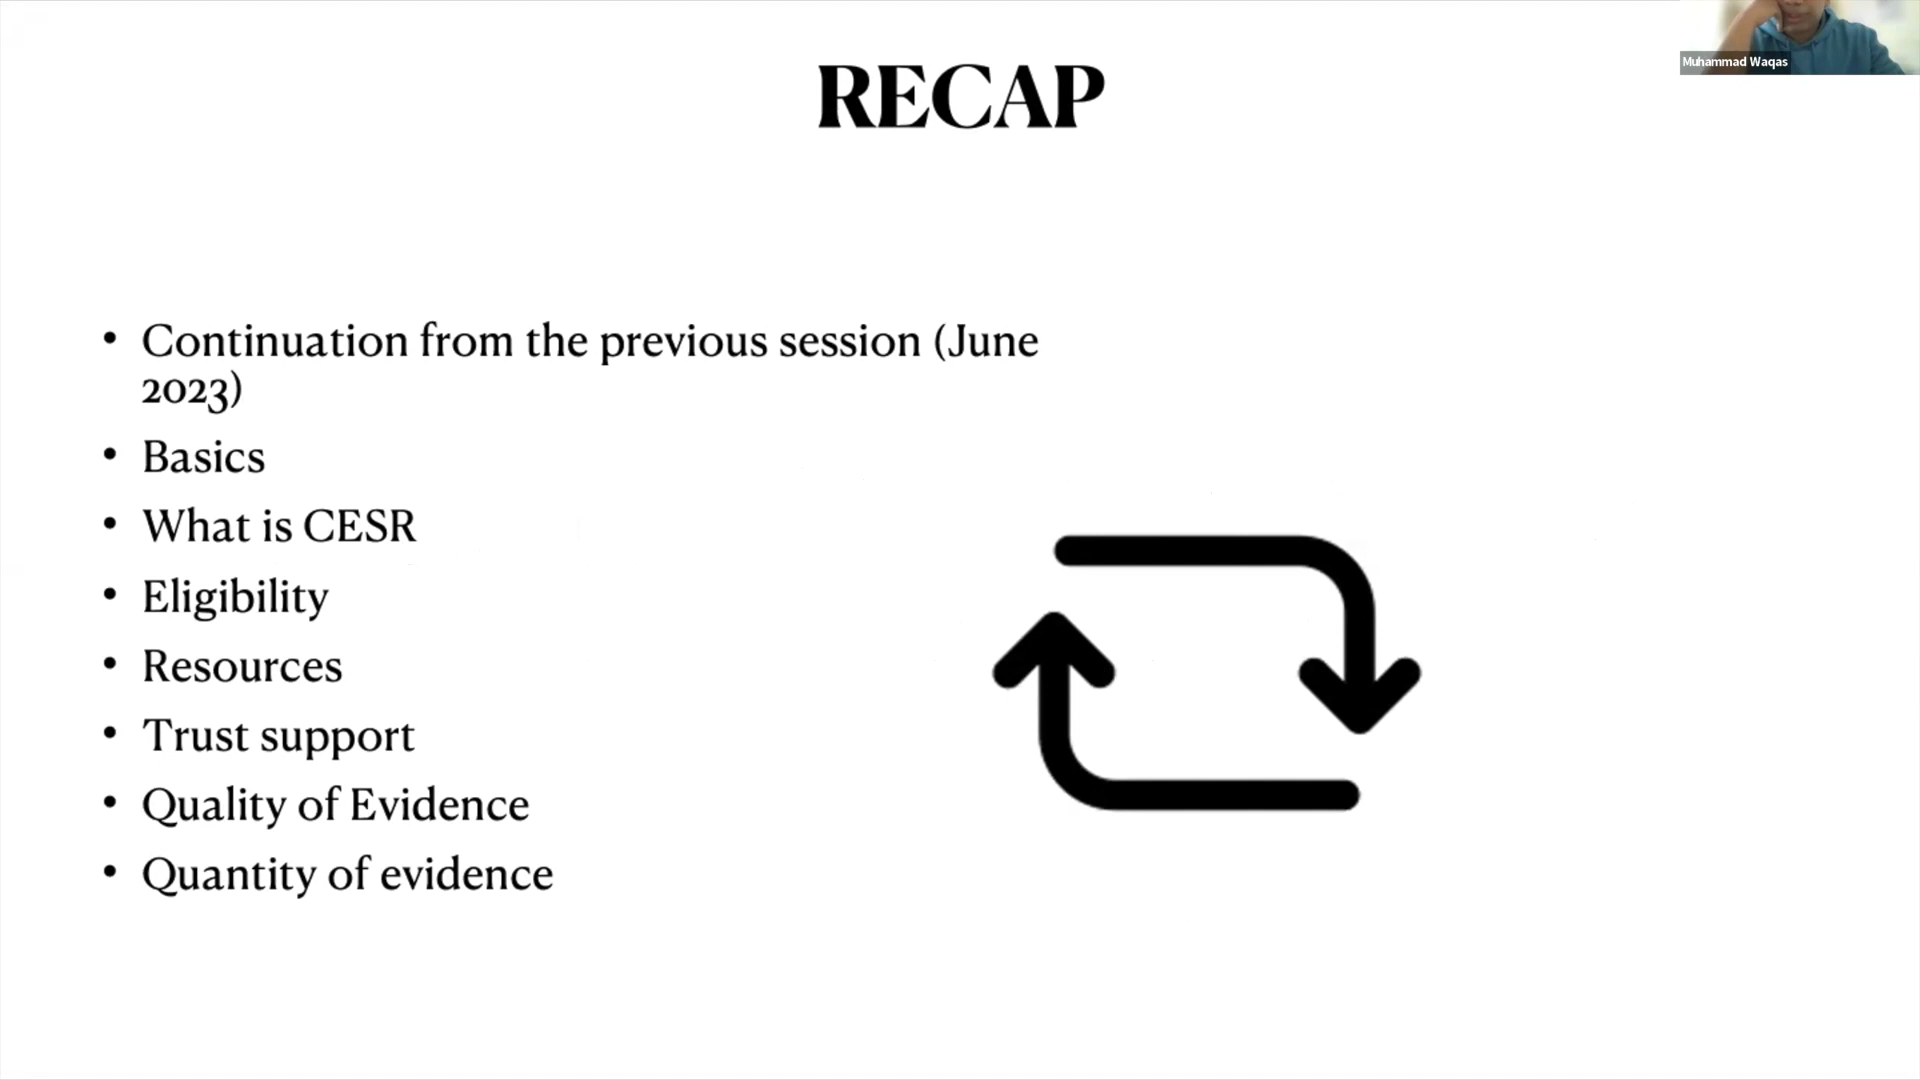 RECAP
Muhammad Waqas
• Continuation from the previous session (June
2023)
• Basics
• What is CESR
• Eligibility
• Resources
• Trust support
• Quality of Evidence
• Quantity of evidence